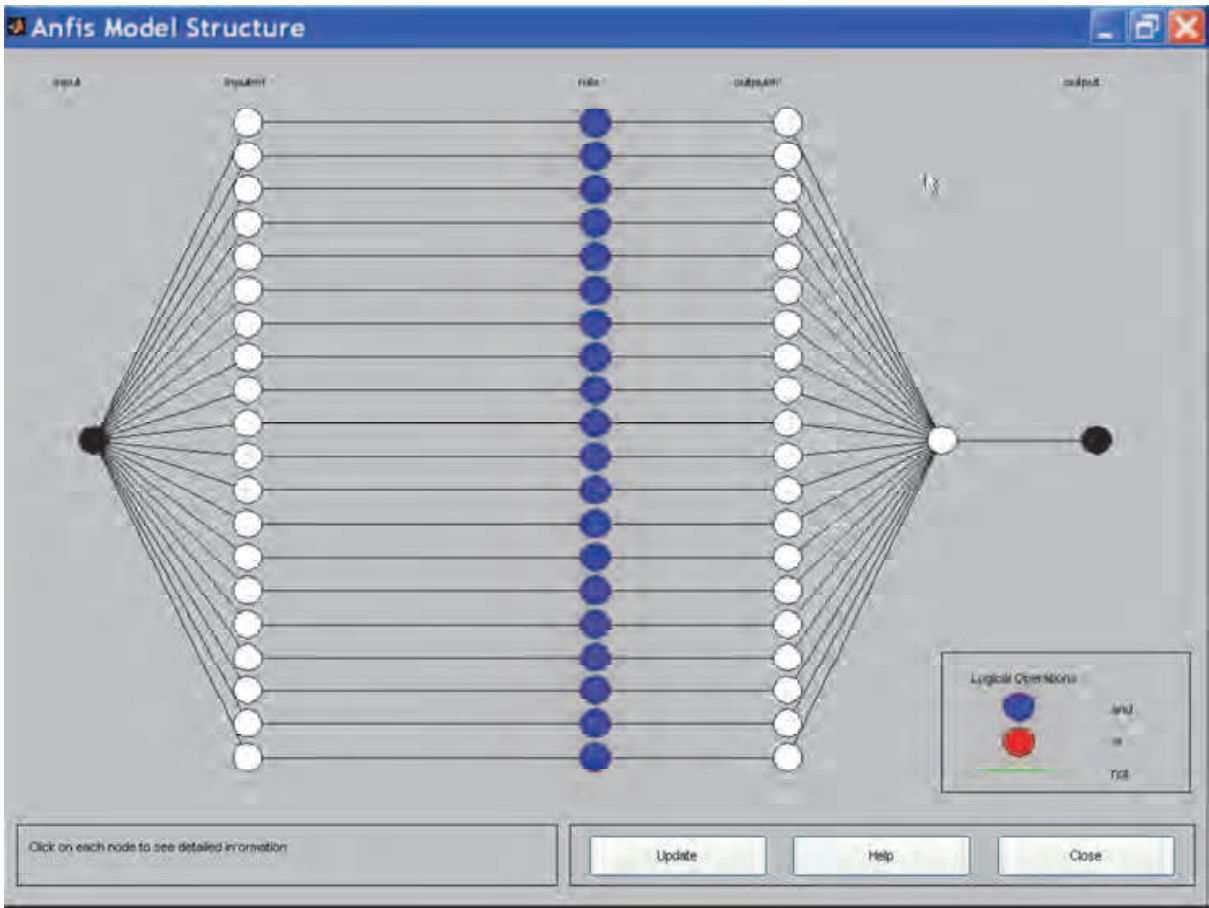 Anfis Model Structure
input inputmf rule outputmf output
Logical Operations
and
or
not
Click on each node to see detailed information
Update Help Close